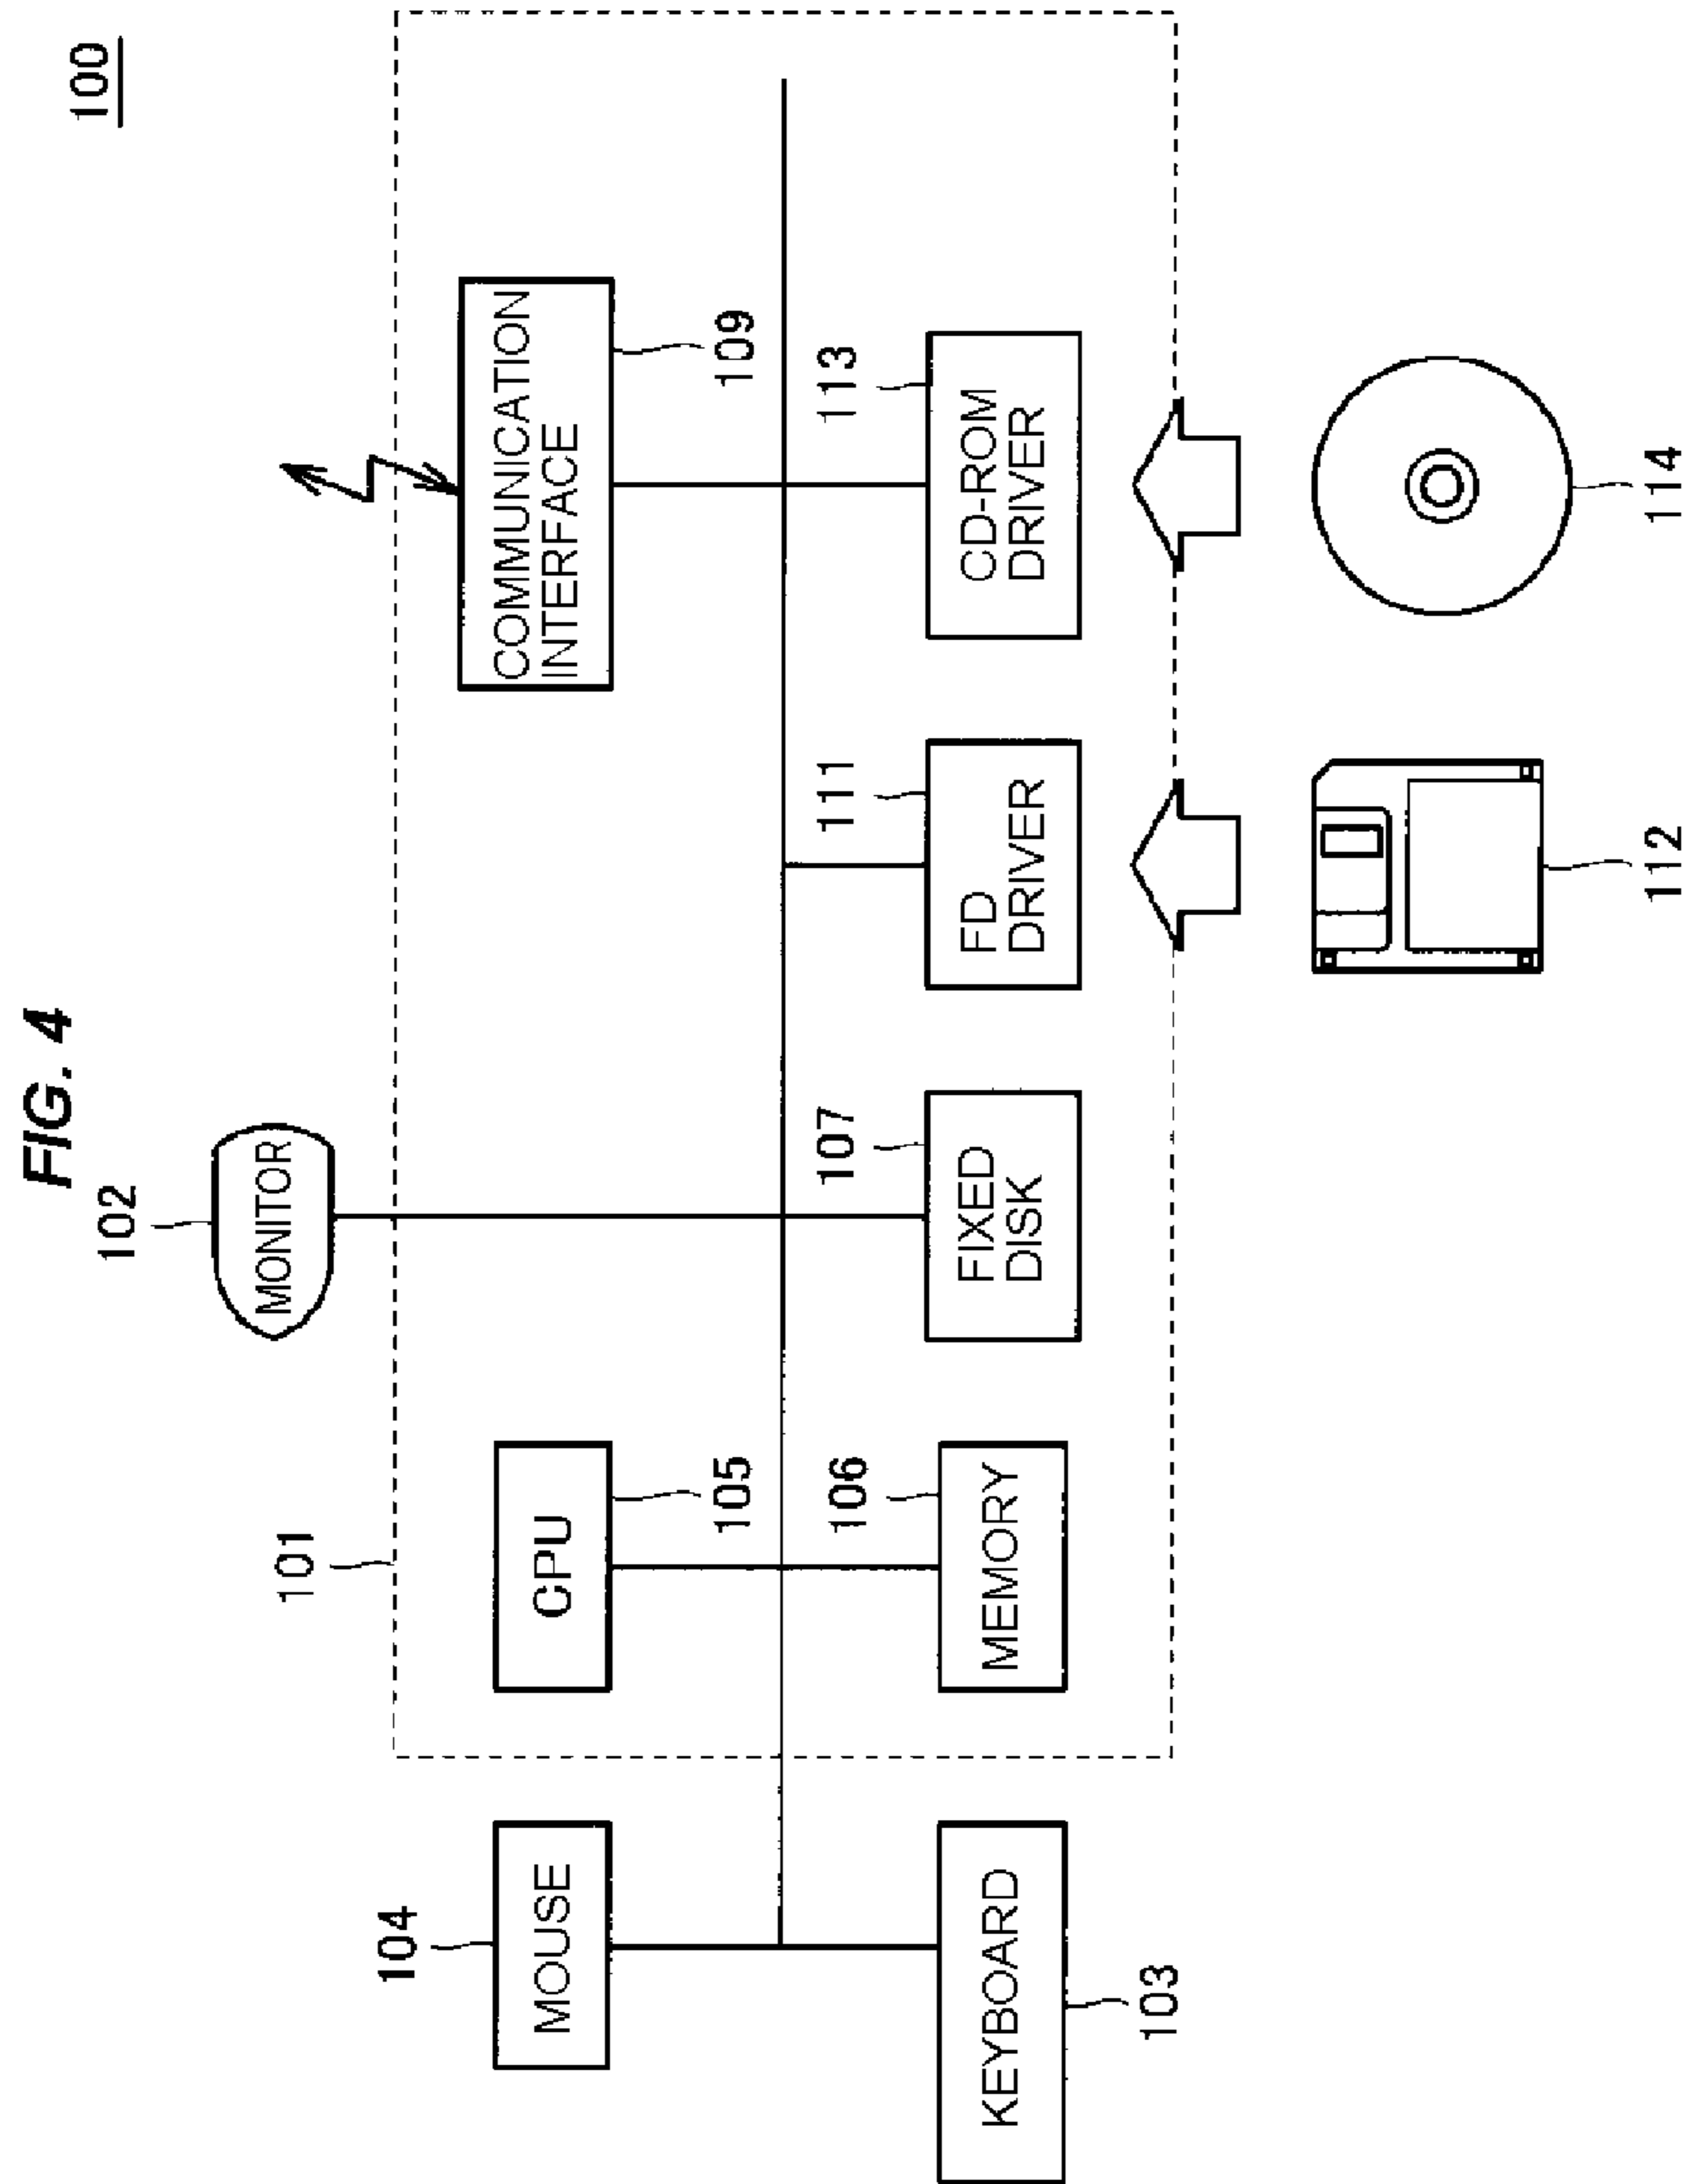 FIG. 4
100
102
MONITOR
101
104
MOUSE
CPU
105
COMMUNICATION
INTERFACE
109
106
MEMORY
107
FIXED
DISK
111
FD
DRIVER
113
CD-ROM
DRIVER
KEYBOARD
103
112
114